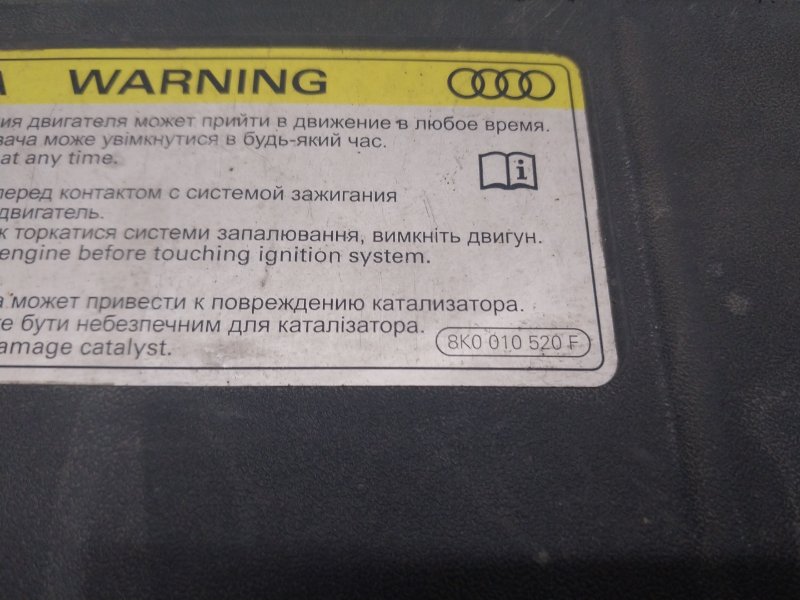 WARNING
двигателя может прийти в движение в любое время.
може увімкнутися в будь-який час.
at any time.
перед контактом с системой зажигания
двигатель.
торкатися системи запалювання, вимкніть двигун.
engine before touching ignition system.
может привести к повреждению катализатора.
бути небезпечним для каталізатора.
catalyst.
8K0 010 520 F